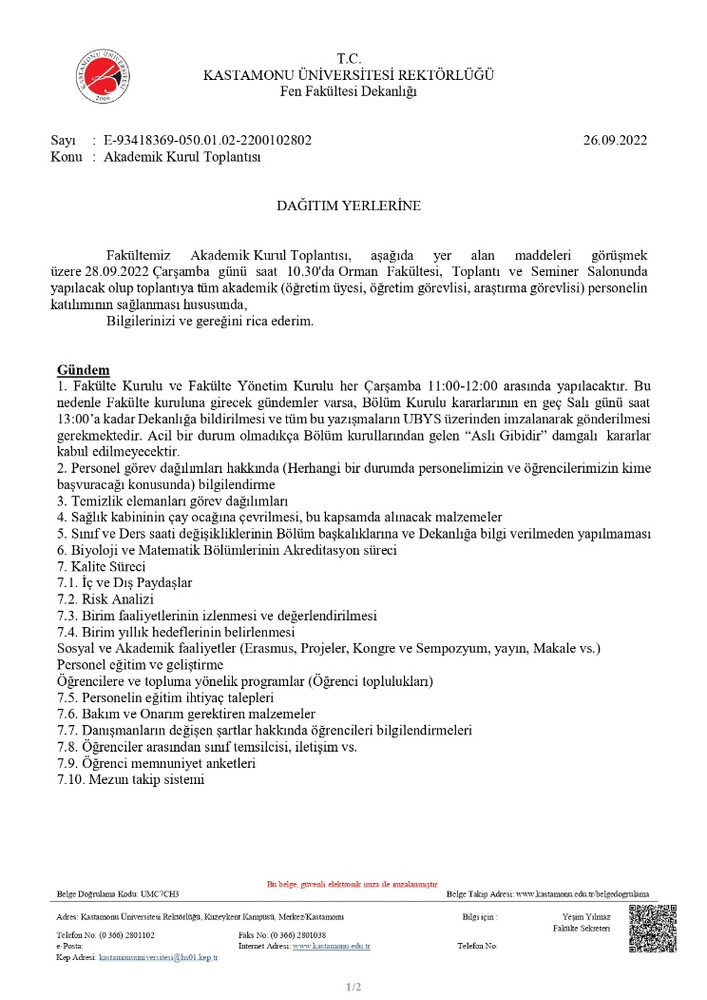 KASTAMONU ÜNİVERSİTESİ
2006
T.C.
KASTAMONU ÜNİVERSİTESİ REKTÖRLÜĞÜ
Fen Fakültesi Dekanlığı
Sayı : E-93418369-050.01.02-2200102802 26.09.2022
Konu : Akademik Kurul Toplantısı
DAĞITIM YERLERİNE
Fakültemiz Akademik Kurul Toplantısı, aşağıda yer alan maddeleri görüşmek
üzere 28.09.2022 Çarşamba günü saat 10.30'da Orman Fakültesi, Toplantı ve Seminer Salonunda
yapılacak olup toplantıya tüm akademik (öğretim üyesi, öğretim görevlisi, araştırma görevlisi) personelin
katılımının sağlanması hususunda,
Bilgilerinizi ve gereğini rica ederim.
Gündem
1. Fakülte Kurulu ve Fakülte Yönetim Kurulu her Çarşamba 11:00-12:00 arasında yapılacaktır. Bu
nedenle Fakülte kuruluna girecek gündemler varsa, Bölüm Kurulu kararlarının en geç Salı günü saat
13:00’a kadar Dekanlığa bildirilmesi ve tüm bu yazışmaların UBYS üzerinden imzalanarak gönderilmesi
gerekmektedir. Acil bir durum olmadıkça Bölüm kurullarından gelen “Aslı Gibidir” damgalı kararlar
kabul edilmeyecektir.
2. Personel görev dağılımları hakkında (Herhangi bir durumda personelimizin ve öğrencilerimizin kime
başvuracağı konusunda) bilgilendirme
3. Temizlik elemanları görev dağılımları
4. Sağlık kabininin çay ocağına çevrilmesi, bu kapsamda alınacak malzemeler
5. Sınıf ve Ders saati değişikliklerinin Bölüm başkalıklarına ve Dekanlığa bilgi verilmeden yapılmaması
6. Biyoloji ve Matematik Bölümlerinin Akreditasyon süreci
7. Kalite Süreci
7.1. İç ve Dış Paydaşlar
7.2. Risk Analizi
7.3. Birim faaliyetlerinin izlenmesi ve değerlendirilmesi
7.4. Birim yıllık hedeflerinin belirlenmesi
Sosyal ve Akademik faaliyetler (Erasmus, Projeler, Kongre ve Sempozyum, yayın, Makale vs.)
Personel eğitim ve geliştirme
Öğrencilere ve topluma yönelik programlar (Öğrenci toplulukları)
7.5. Personelin eğitim ihtiyaç talepleri
7.6. Bakım ve Onarım gerektiren malzemeler
7.7. Danışmanların değişen şartlar hakkında öğrencileri bilgilendirmeleri
7.8. Öğrenciler arasından sınıf temsilcisi, iletişim vs.
7.9. Öğrenci memnuniyet anketleri
7.10. Mezun takip sistemi
Bu belge, güvenli elektronik imza ile imzalanmıştır.
Belge Doğrulama Kodu: UMC7CH3 Belge Takip Adresi: www.kastamonu.edu.tr/belgedogrulama
Adres: Kastamonu Üniversitesi Rektörlüğü, Kuzeykent Kampüsü, Merkez/Kastamonu Bilgi için : Yeşim Yılmaz
Fakülte Sekreteri
Telefon No: (0 366) 2801102 Faks No: (0 366) 2801038
e-Posta: İnternet Adresi: www.kastamonu.edu.tr Telefon No:
Kep Adresi: kastamonuuniversitesi@hs01.kep.tr
1/2